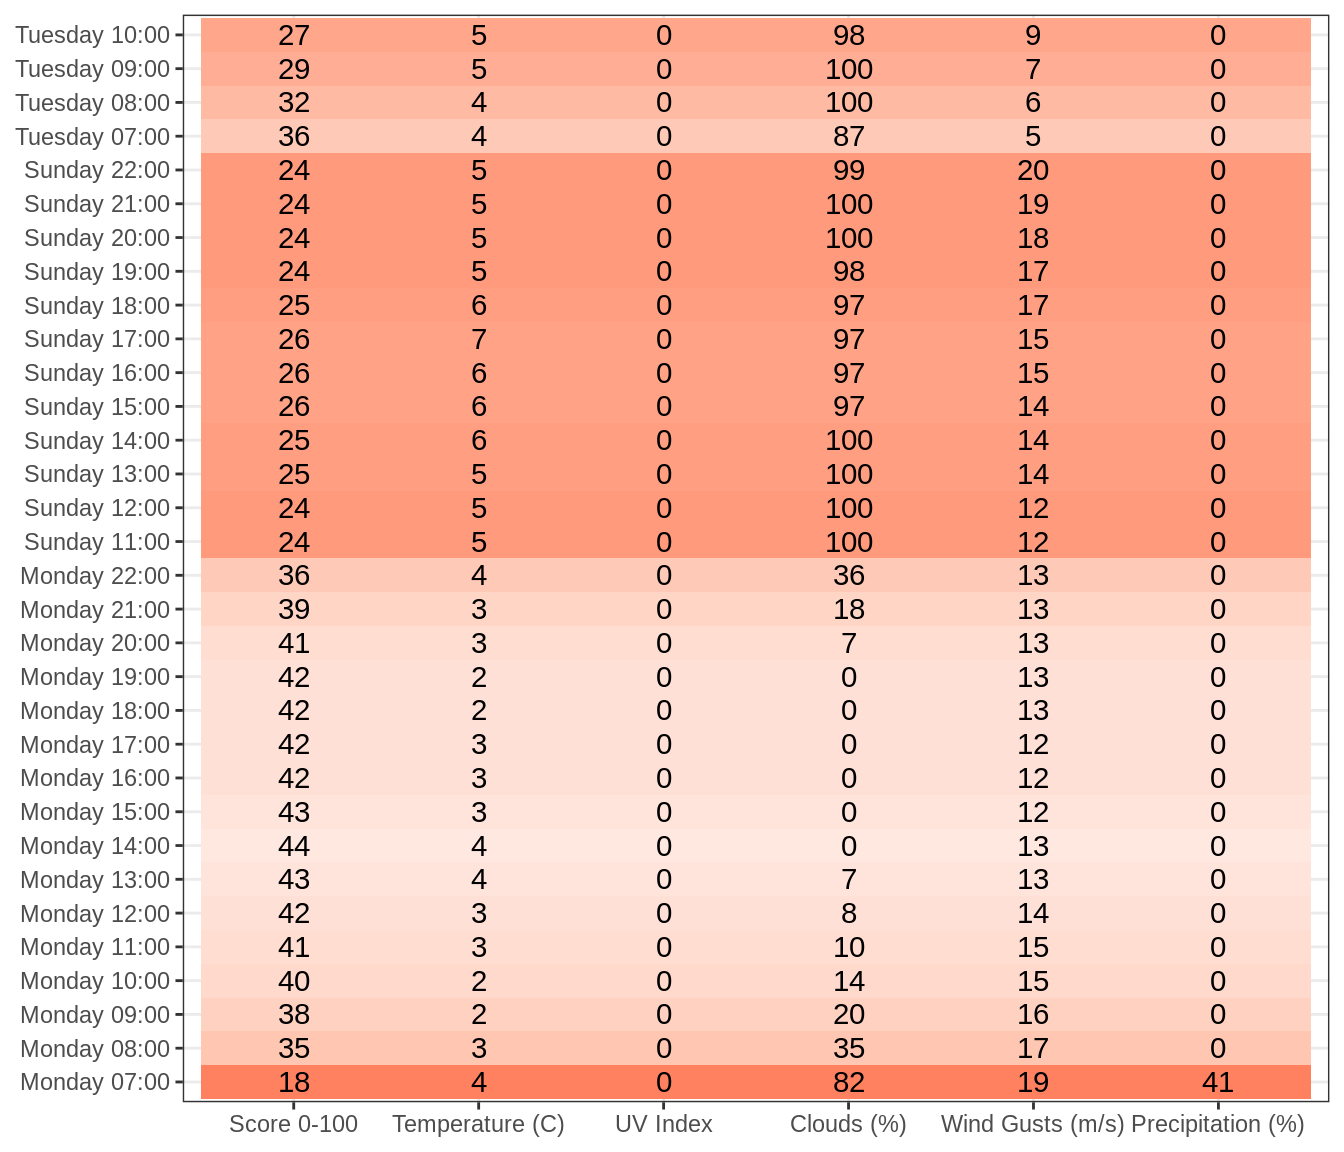 Tuesday 10:00 27 5 0 98 9 0
Tuesday 09:00 29 5 0 100 7 0
Tuesday 08:00 32 4 0 100 6 0
Tuesday 07:00 36 4 0 87 5 0
Sunday 22:00 24 5 0 99 20 0
Sunday 21:00 24 5 0 100 19 0
Sunday 20:00 24 5 0 100 18 0
Sunday 19:00 24 5 0 98 17 0
Sunday 18:00 25 6 0 97 17 0
Sunday 17:00 26 7 0 97 15 0
Sunday 16:00 26 6 0 97 15 0
Sunday 15:00 26 6 0 97 14 0
Sunday 14:00 25 6 0 100 14 0
Sunday 13:00 25 5 0 100 14 0
Sunday 12:00 24 5 0 100 12 0
Sunday 11:00 24 5 0 100 12 0
Monday 22:00 36 4 0 36 13 0
Monday 21:00 39 3 0 18 13 0
Monday 20:00 41 3 0 7 13 0
Monday 19:00 42 2 0 0 13 0
Monday 18:00 42 2 0 0 13 0
Monday 17:00 42 3 0 0 12 0
Monday 16:00 42 3 0 0 12 0
Monday 15:00 43 3 0 0 12 0
Monday 14:00 44 4 0 0 13 0
Monday 13:00 43 4 0 7 13 0
Monday 12:00 42 3 0 8 14 0
Monday 11:00 41 3 0 10 15 0
Monday 10:00 40 2 0 14 15 0
Monday 09:00 38 2 0 20 16 0
Monday 08:00 35 3 0 35 17 0
Monday 07:00 18 4 0 82 19 41
Score 0-100 Temperature (C) UV Index Clouds (%) Wind Gusts (m/s) Precipitation (%)